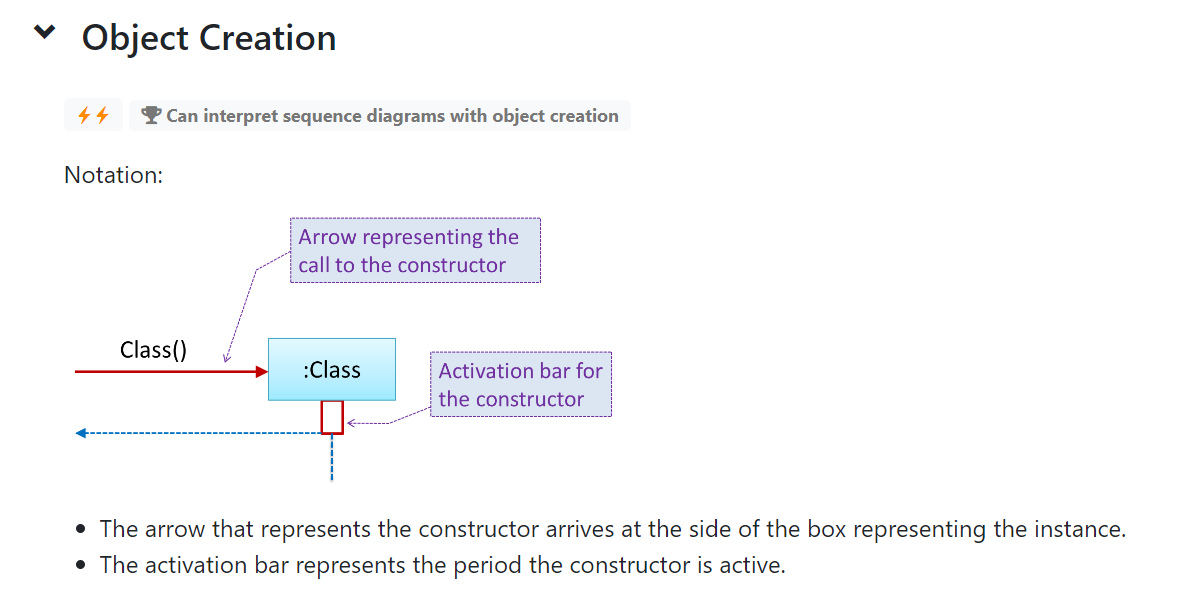 Object Creation
Can interpret sequence diagrams with object creation
Notation:
Arrow representing the
call to the constructor
Class()
:Class
Activation bar for
the constructor
The arrow that represents the constructor arrives at the side of the box representing the instance.
The activation bar represents the period the constructor is active.